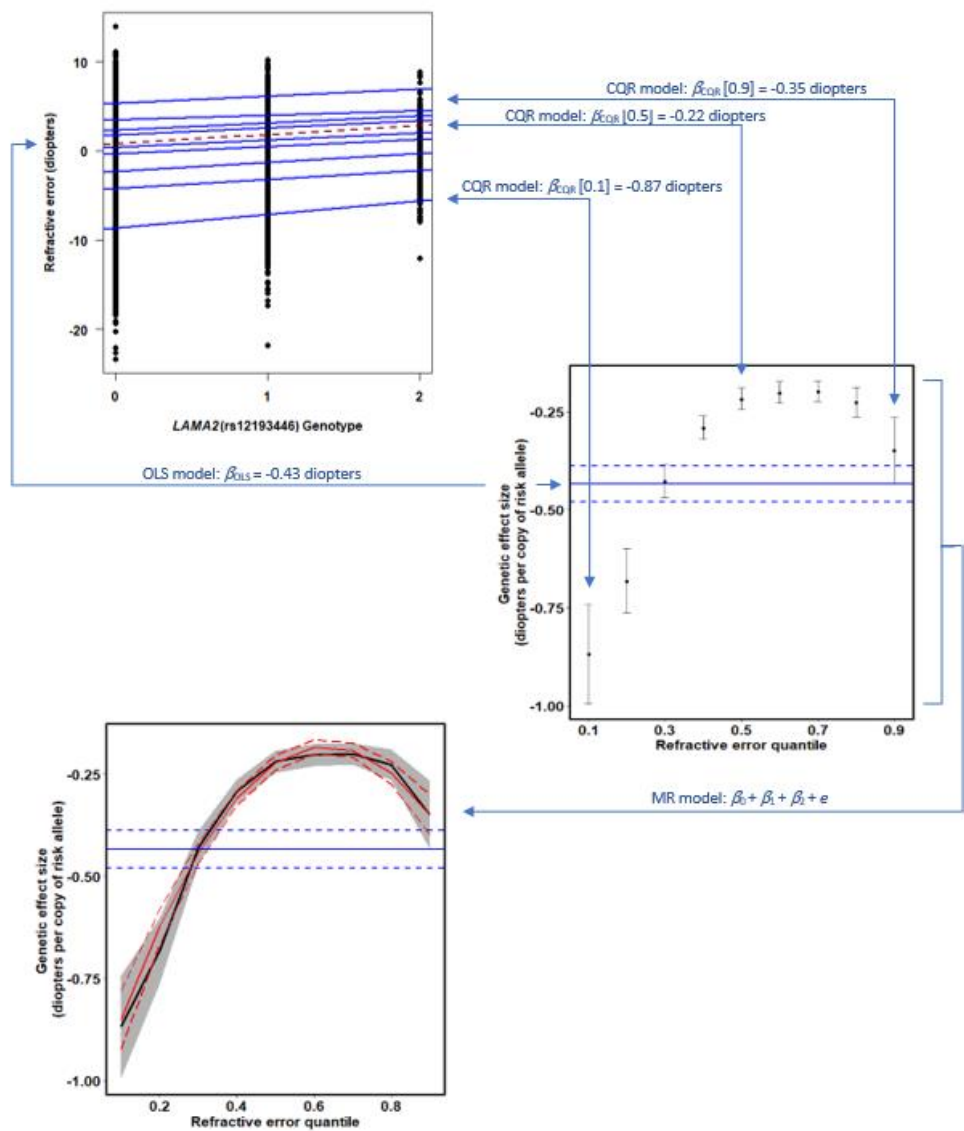 10
0
-10
-20
Refractive error (diopters)
0
1
2
LAMA2(rs12193446) Genotype
CQR model: βCQR [0.9] = -0.35 diopters
CQR model: βCQR [0.5] = -0.22 diopters
CQR model: βCQR [0.1] = -0.87 diopters
OLS model: βOLS = -0.43 diopters
-0.25
-0.50
-0.75
-1.00
Genetic effect size
(diopters per copy of risk allele)
0.1
0.3
0.5
0.7
0.9
Refractive error quantile
MR model: β0 + β1 + β2 + e
-0.25
-0.50
-0.75
-1.00
Genetic effect size
(diopters per copy of risk allele)
0.2
0.4
0.6
0.8
Refractive error quantile